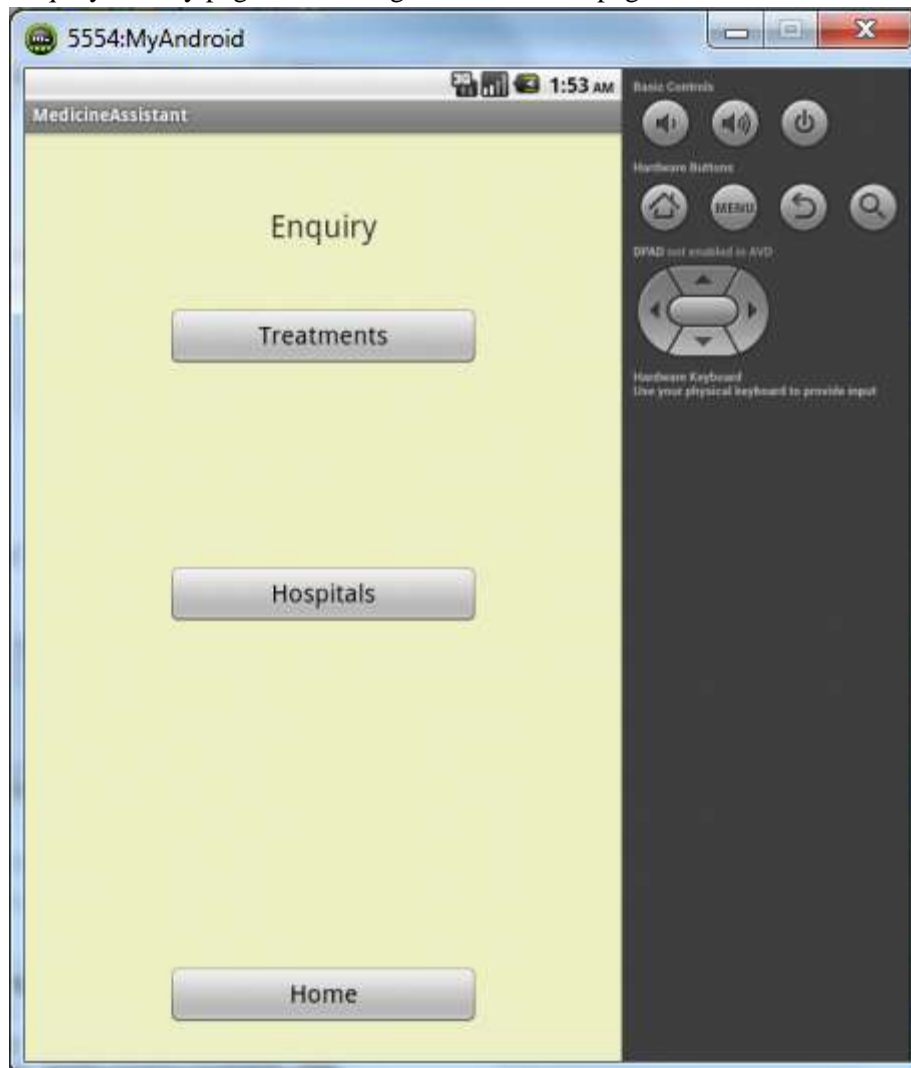 5554:MyAndroid
1:53 AM
MedicineAssistant
Enquiry
Treatments
Hospitals
Home
Basic Controls
Hardware Buttons
MENU
DPAD not enabled in AVD
Hardware Keyboard
Use your physical keyboard to provide input